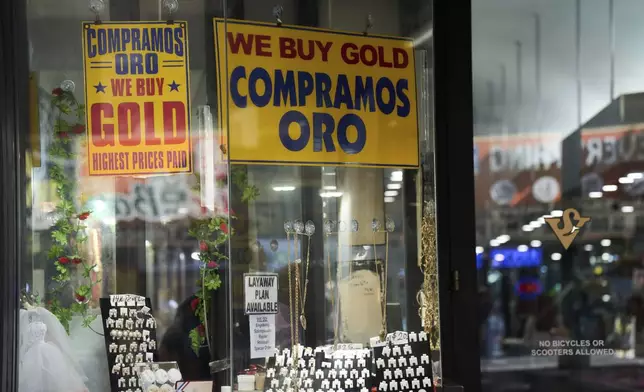 COMPRAMOS
ORO
WE BUY
GOLD
HIGHEST PRICES PAID
WE BUY GOLD
COMPRAMOS
ORO
LAYAWAY
PLAN
AVAILABLE
NO BICYCLES OR
SCOOTERS ALLOWED